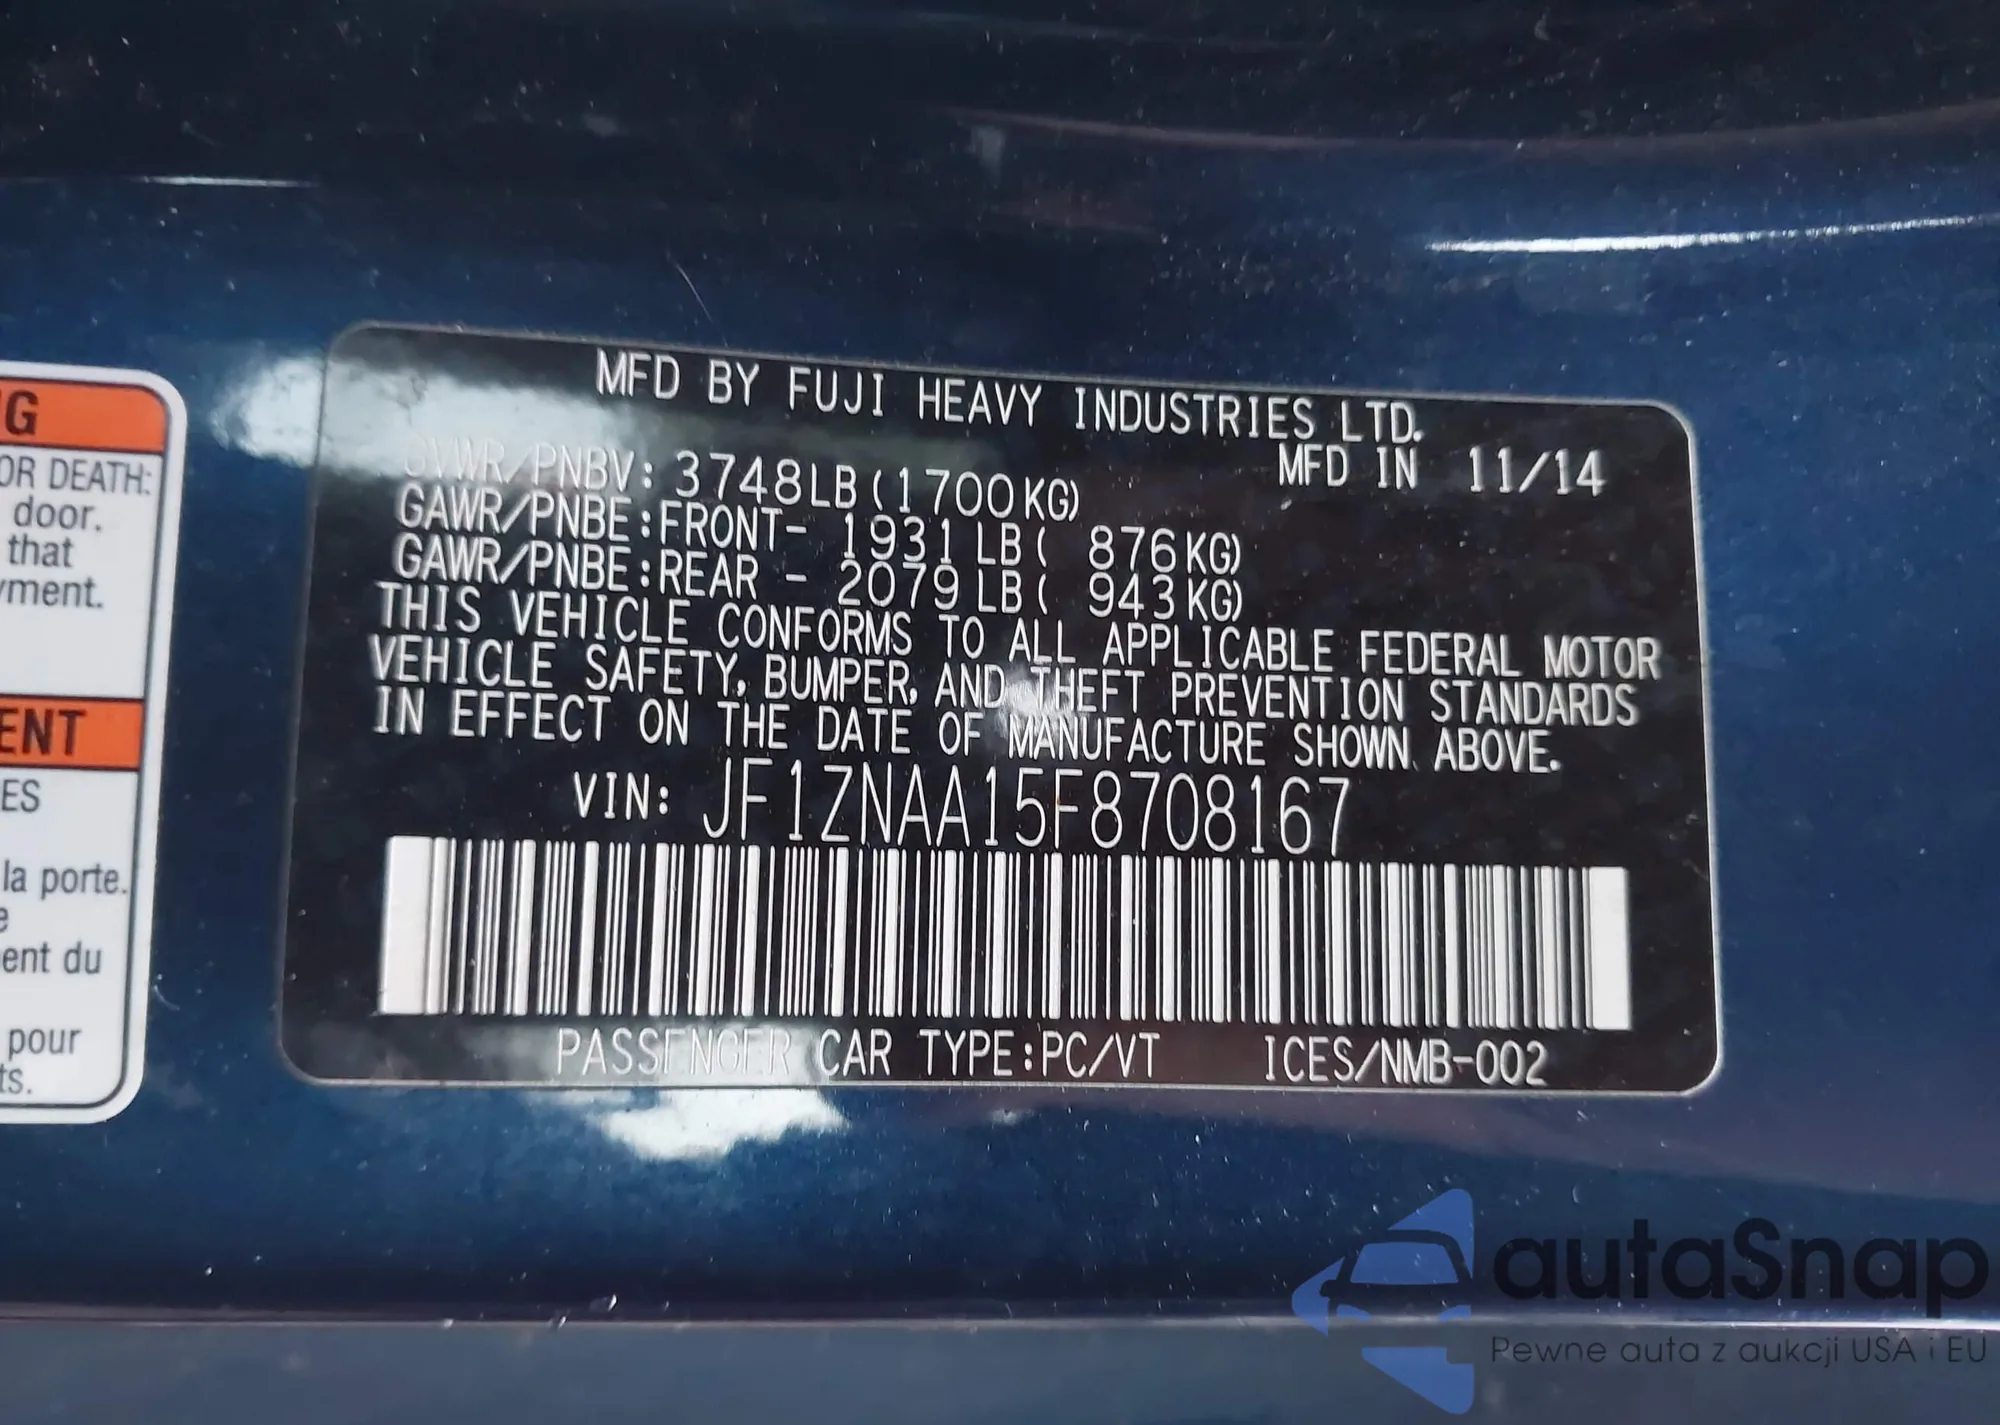 NG
OR DEATH:
door.
that
yment.
ENT
ES
la porte.
e
ent du
pour
ts.
MFD BY FUJI HEAVY INDUSTRIES LTD.
MFD IN 11/14
GVWR/PNBV: 3748LB(1700KG)
GAWR/PNBE:FRONT- 1931LB( 876KG)
GAWR/PNBE:REAR - 2079LB( 943KG)
THIS VEHICLE CONFORMS TO ALL APPLICABLE FEDERAL MOTOR
VEHICLE SAFETY, BUMPER, AND THEFT PREVENTION STANDARDS
IN EFFECT ON THE DATE OF MANUFACTURE SHOWN ABOVE.
VIN: JF1ZNAA15F8708167
PASSENGER CAR TYPE:PC/VT ICES/NMB-002
autaSnap
Pewne auta z aukcji USA i EU